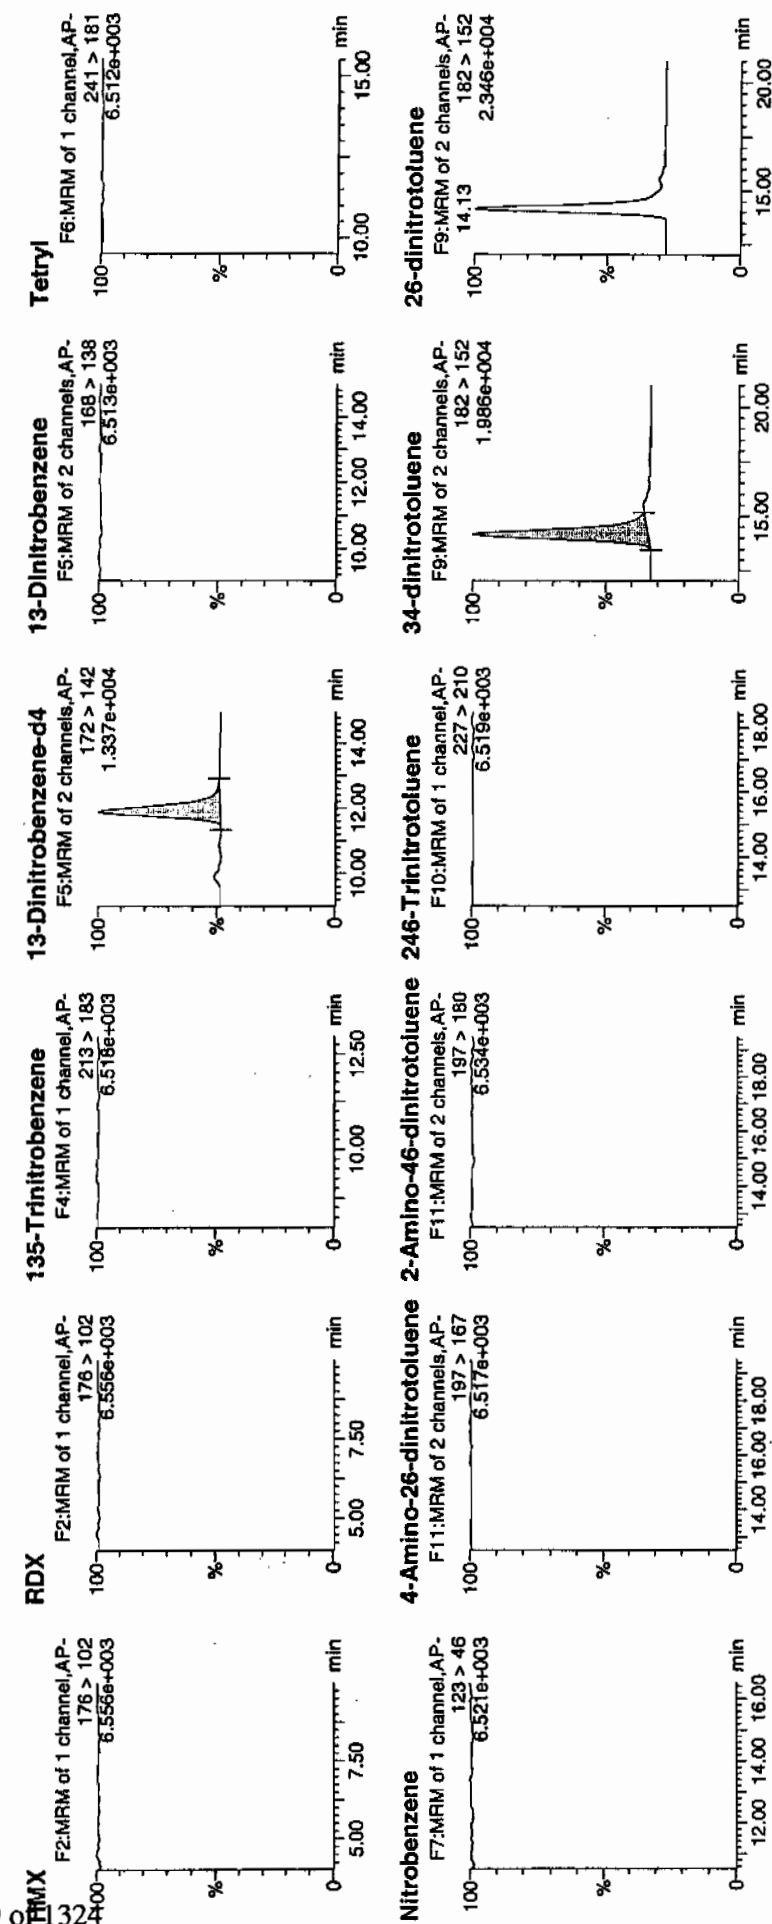 HMX
F2:MRM of 1 channel,AP-
176 > 102
6.556e+003
100
%
0
5.00 7.50 min
RDX
F2:MRM of 1 channel,AP-
176 > 102
6.556e+003
100
%
0
5.00 7.50 min
135-Trinitrobenzene
F4:MRM of 1 channel,AP-
213 > 183
6.518e+003
100
%
0
10.00 12.50 min
13-Dinitrobenzene-d4
F5:MRM of 2 channels,AP-
172 > 142
1.337e+004
100
%
0
10.00 12.00 14.00 min
13-Dinitrobenzene
F5:MRM of 2 channels,AP-
168 > 138
6.513e+003
100
%
0
10.00 12.00 14.00 min
Tetryl
F6:MRM of 1 channel,AP-
241 > 181
6.512e+003
100
%
0
10.00 15.00 min
Nitrobenzene
F7:MRM of 1 channel,AP-
123 > 46
6.521e+003
100
%
0
12.00 14.00 16.00 min
4-Amino-26-dinitrotoluene
F11:MRM of 2 channels,AP-
197 > 167
6.517e+003
100
%
0
14.00 16.00 18.00 min
2-Amino-46-dinitrotoluene
F11:MRM of 2 channels,AP-
197 > 180
6.534e+003
100
%
0
14.00 16.00 18.00 min
246-Trinitrotoluene
F10:MRM of 1 channel,AP-
227 > 210
6.519e+003
100
%
0
14.00 16.00 18.00 min
34-dinitrotoluene
F9:MRM of 2 channels,AP-
182 > 152
1.986e+004
100
%
0
15.00 20.00 min
26-dinitrotoluene
F9:MRM of 2 channels,AP-
14.13 182 > 152
2.346e+004
100
%
0
15.00 20.00 min
of 1324